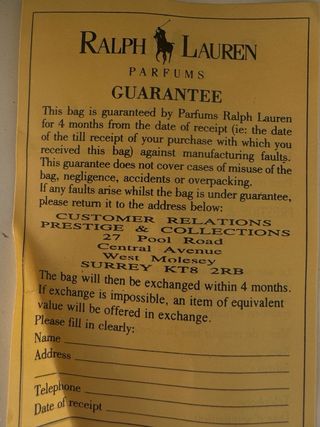 RALPH LAUREN
PARFUMS
GUARANTEE
This bag is guaranteed by Parfums Ralph Lauren
for 4 months from the date of receipt (ie: the date
of the till receipt of your purchase with which you
received this bag) against manufacturing faults.
This guarantee does not cover cases of misuse of the
bag, negligence, accidents or overpacking.
If any faults arise whilst the bag is under guarantee,
please return it to the address below:
CUSTOMER RELATIONS
PRESTIGE & COLLECTIONS
27 Pool Road
Central Avenue
West Molesey
SURREY KT8 2RB
The bag will then be exchanged within 4 months.
If exchange is impossible, an item of equivalent
value will be offered in exchange.
Please fill in clearly:
Name
Address
Telephone
Date of receipt